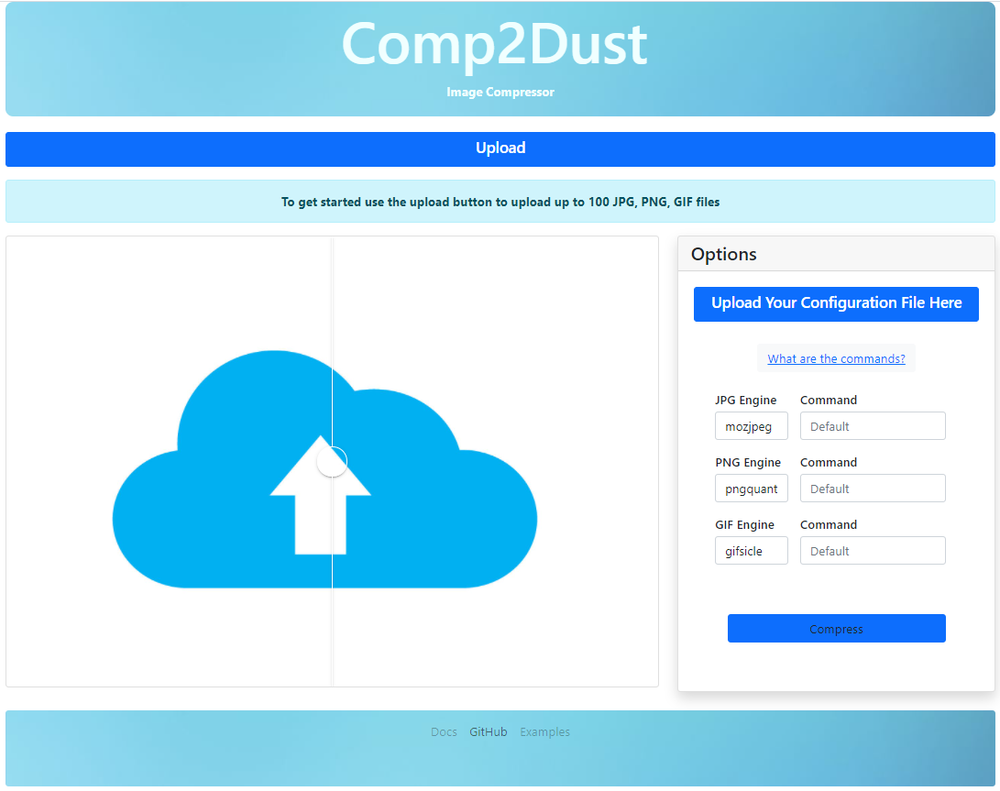 Comp2Dust
Image Compressor
Upload
To get started use the upload button to upload up to 100 JPG, PNG, GIF files
Options
Upload Your Configuration File Here
What are the commands?
JPG Engine Command
mozjpeg Default
PNG Engine Command
pngquant Default
GIF Engine Command
gifsicle Default
Compress
Docs GitHub Examples